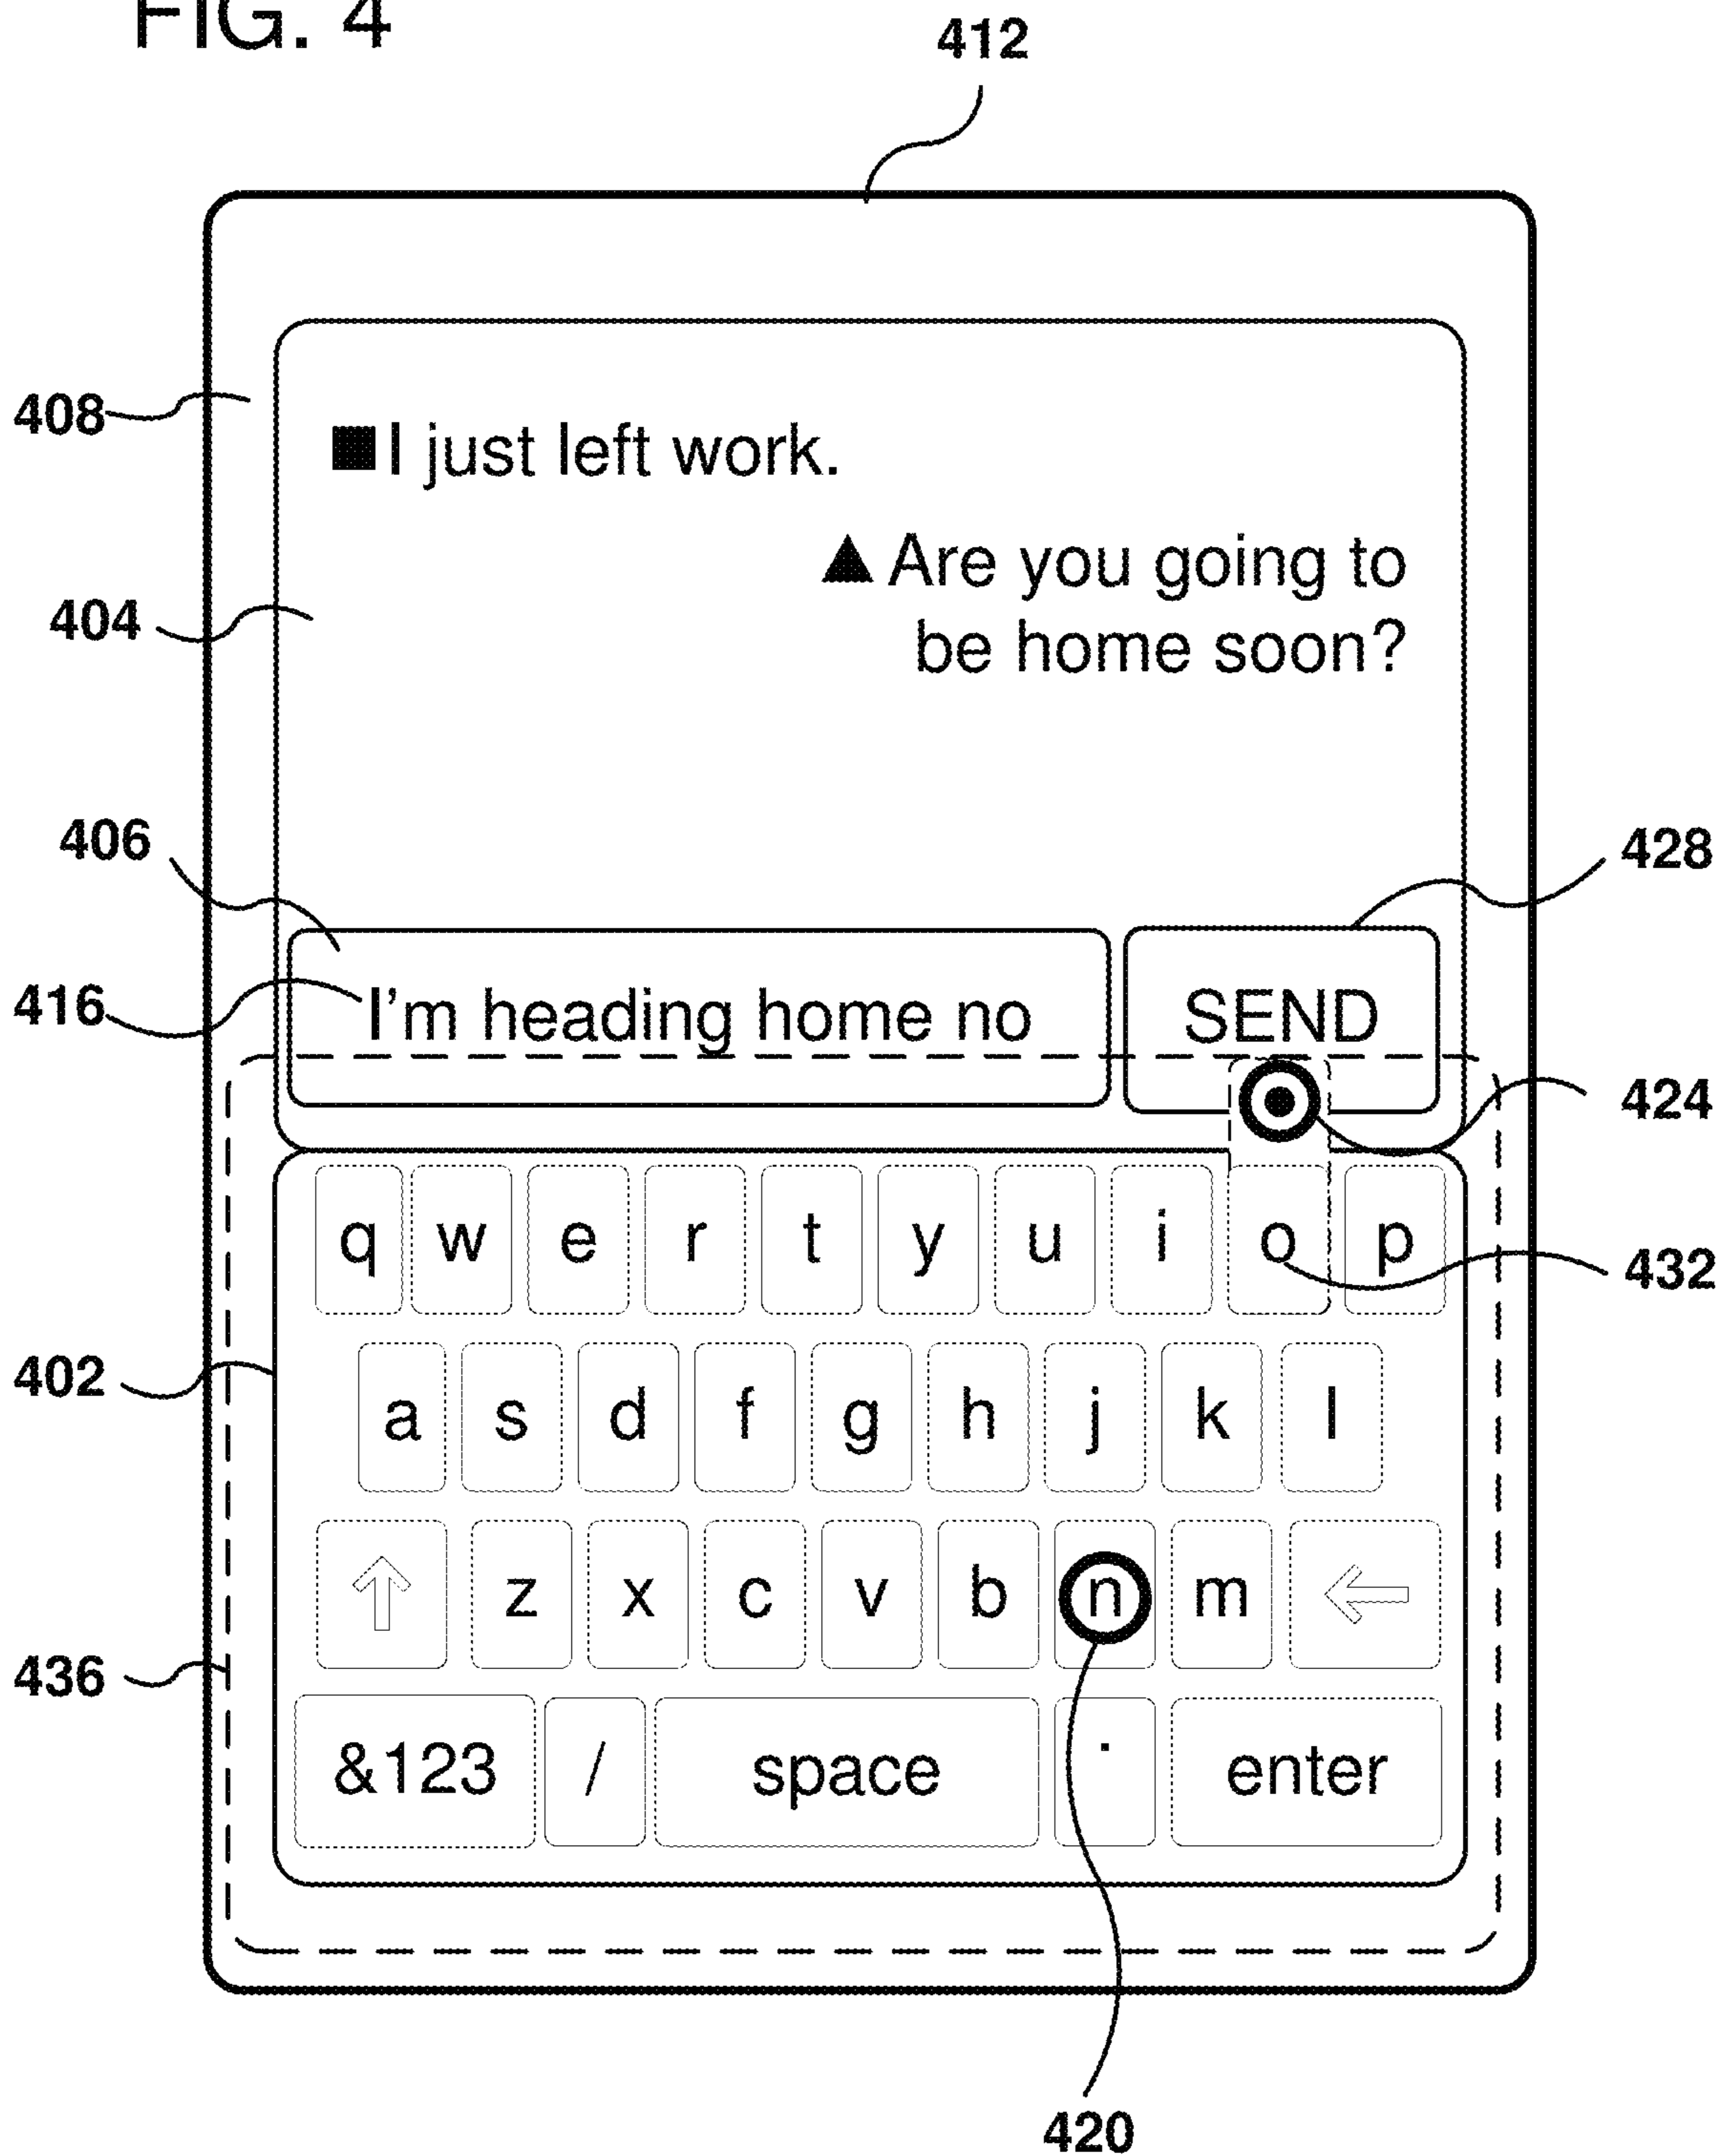 FIG. 4
412
408
■I just left work.
▲Are you going to
be home soon?
404
406
428
416
I'm heading home no
SEND
424
q w e r t y u i o p
432
402
a s d f g h j k l
z x c v b n m
436
&123 / space . enter
420